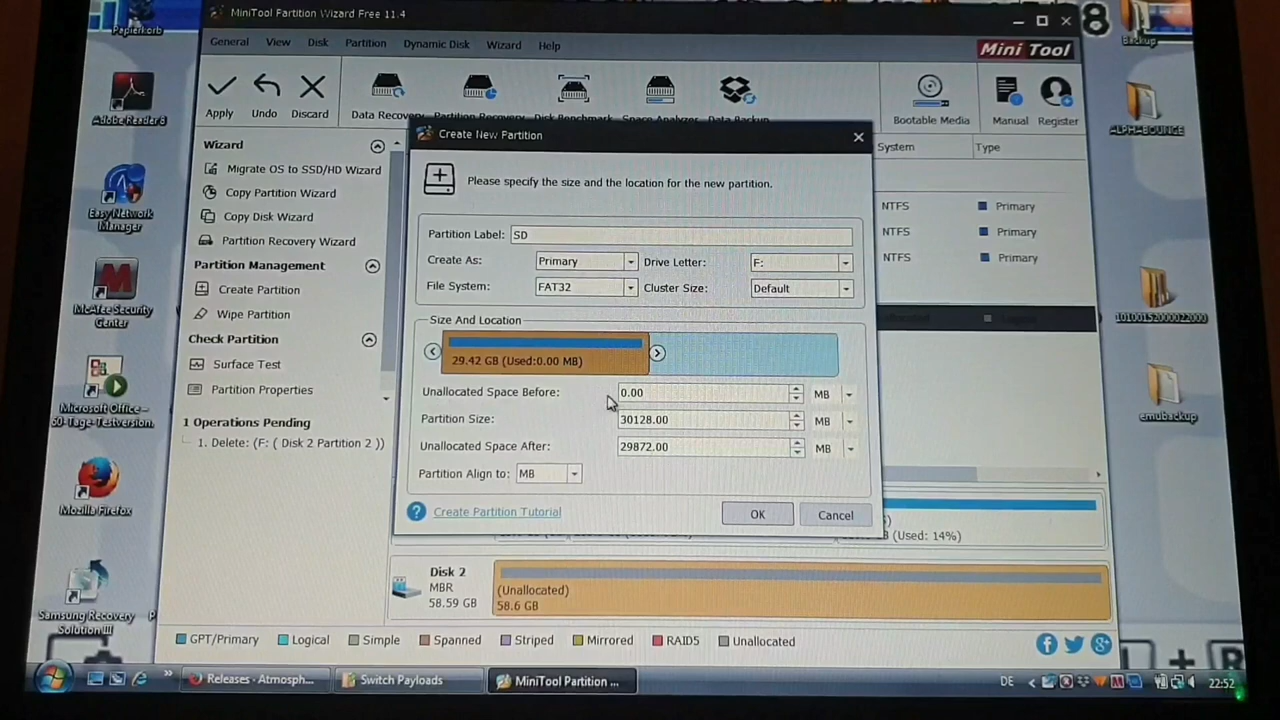 Papierkorb
MiniTool Partition Wizard Free 11.4
Backup
General View Disk Partition Dynamic Disk Wizard Help
Mini Tool
Apply Undo Discard Data Recovery Partition Recovery Disk Benchmark Space Analyzer Data Backup Bootable Media Manual Register
Adobe Reader 8
ALPHABOUNCE
Wizard
Migrate OS to SSD/HD Wizard
Copy Partition Wizard
Copy Disk Wizard
Partition Recovery Wizard
Partition Management
Create Partition
Wipe Partition
Check Partition
Surface Test
Partition Properties
1 Operations Pending
1. Delete: (F: ( Disk 2 Partition 2 ))
Easy Network
Manager
McAfee Security
Center
Microsoft Office -
60-Tage-Testversion.
Mozilla Firefox
Samsung Recovery
Solution III
System Type
NTFS Primary
NTFS Primary
NTFS Primary
Create New Partition
Please specify the size and the location for the new partition.
Partition Label: SD
Create As: Primary Drive Letter: F:
File System: FAT32 Cluster Size: Default
Size And Location
29.42 GB (Used:0.00 MB)
Unallocated Space Before: 0.00 MB
Partition Size: 30128.00 MB
Unallocated Space After: 29872.00 MB
Partition Align to: MB
Create Partition Tutorial
OK Cancel
(Used: 14%)
Disk 2
MBR
58.59 GB
(Unallocated)
58.6 GB
GPT/Primary Logical Simple Spanned Striped Mirrored RAID5 Unallocated
emubackup
Releases - Atmosph... Switch Payloads MiniTool Partition ... DE 22:52